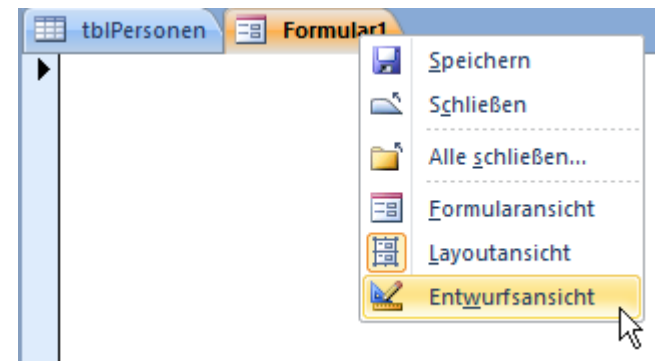 tblPersonen Formular1
Speichern
Schließen
Alle schließen...
Formularansicht
Layoutansicht
Entwurfsansicht